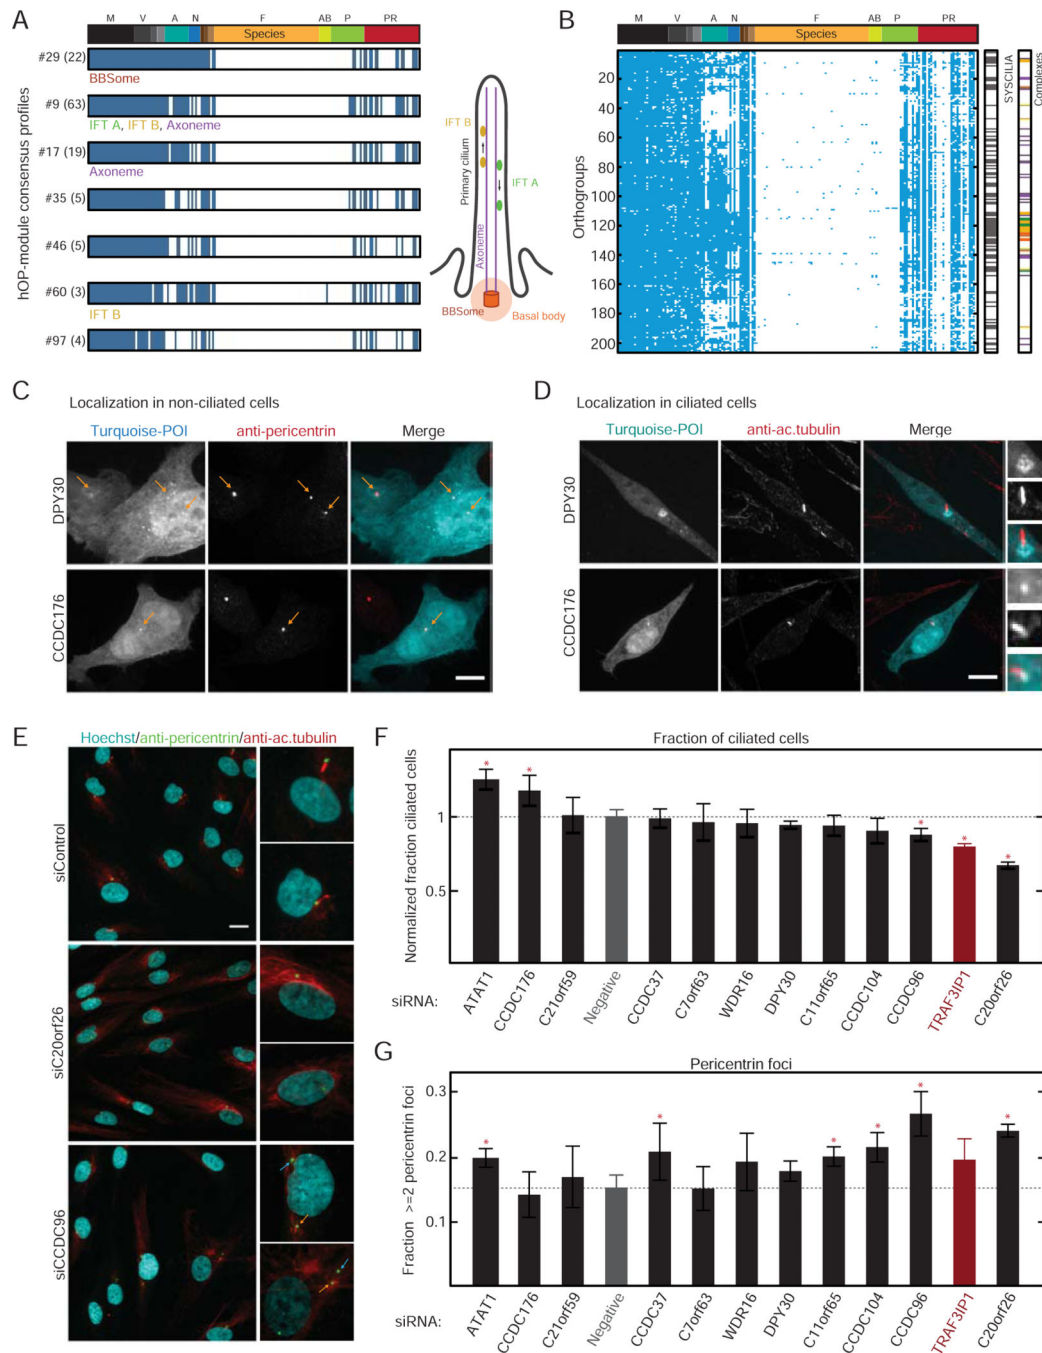 A
M V A N F AB P PR
Species
hOP-module consensus profiles
#29 (22)
BBSome
#9 (63)
IFT A, IFT B, Axoneme
#17 (19)
Axoneme
#35 (5)
#46 (5)
#60 (3)
IFT B
#97 (4)
IFT B
Primary cilium
IFT A
Axoneme
BBSome
Basal body
B
M V A N F AB P PR
Species
Orthogroups
20
40
60
80
100
120
140
160
180
200
SYSCILIA
Complexes
C
Localization in non-ciliated cells
Turquoise-POI anti-pericentrin Merge
DPY30
CCDC176
D
Localization in ciliated cells
Turquoise-POI anti-ac.tubulin Merge
DPY30
CCDC176
E
Hoechst/anti-pericentrin/anti-ac.tubulin
siControl
siC20orf26
siCCDC96
F
Fraction of ciliated cells
Normalized fraction ciliated cells
1
0.5
* * * * *
siRNA:
ATAT1
CCDC176
C21orf59
Negative
CCDC37
C7orf63
WDR16
DPY30
C11orf65
CCDC104
CCDC96
TRAF3IP1
C20orf26
G
Pericentrin foci
Fraction >=2 pericentrin foci
0.3
0.2
0.1
* * * * * *
siRNA:
ATAT1
CCDC176
C21orf59
Negative
CCDC37
C7orf63
WDR16
DPY30
C11orf65
CCDC104
CCDC96
TRAF3IP1
C20orf26